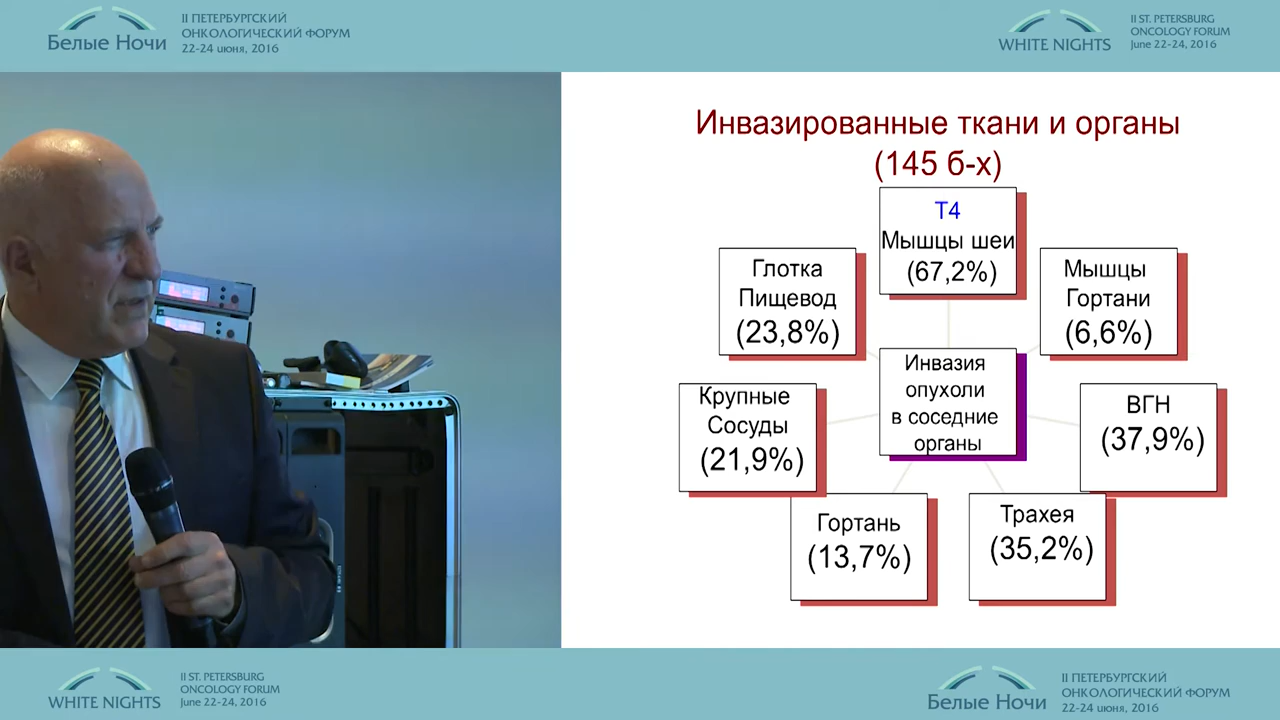 Белые Ночи
II ПЕТЕРБУРГСКИЙ
ОНКОЛОГИЧЕСКИЙ ФОРУМ
22-24 июня, 2016
WHITE NIGHTS
II ST. PETERSBURG
ONCOLOGY FORUM
June 22-24, 2016
Инвазированные ткани и органы
(145 б-х)
T4
Мышцы шеи
(67,2%)
Глотка
Пищевод
(23,8%)
Мышцы
Гортани
(6,6%)
Инвазия
опухоли
в соседние
органы
Крупные
Сосуды
(21,9%)
ВГН
(37,9%)
Гортань
(13,7%)
Трахея
(35,2%)
WHITE NIGHTS
II ST. PETERSBURG
ONCOLOGY FORUM
June 22-24, 2016
Белые Ночи
II ПЕТЕРБУРГСКИЙ
ОНКОЛОГИЧЕСКИЙ ФОРУМ
22-24 июня, 2016